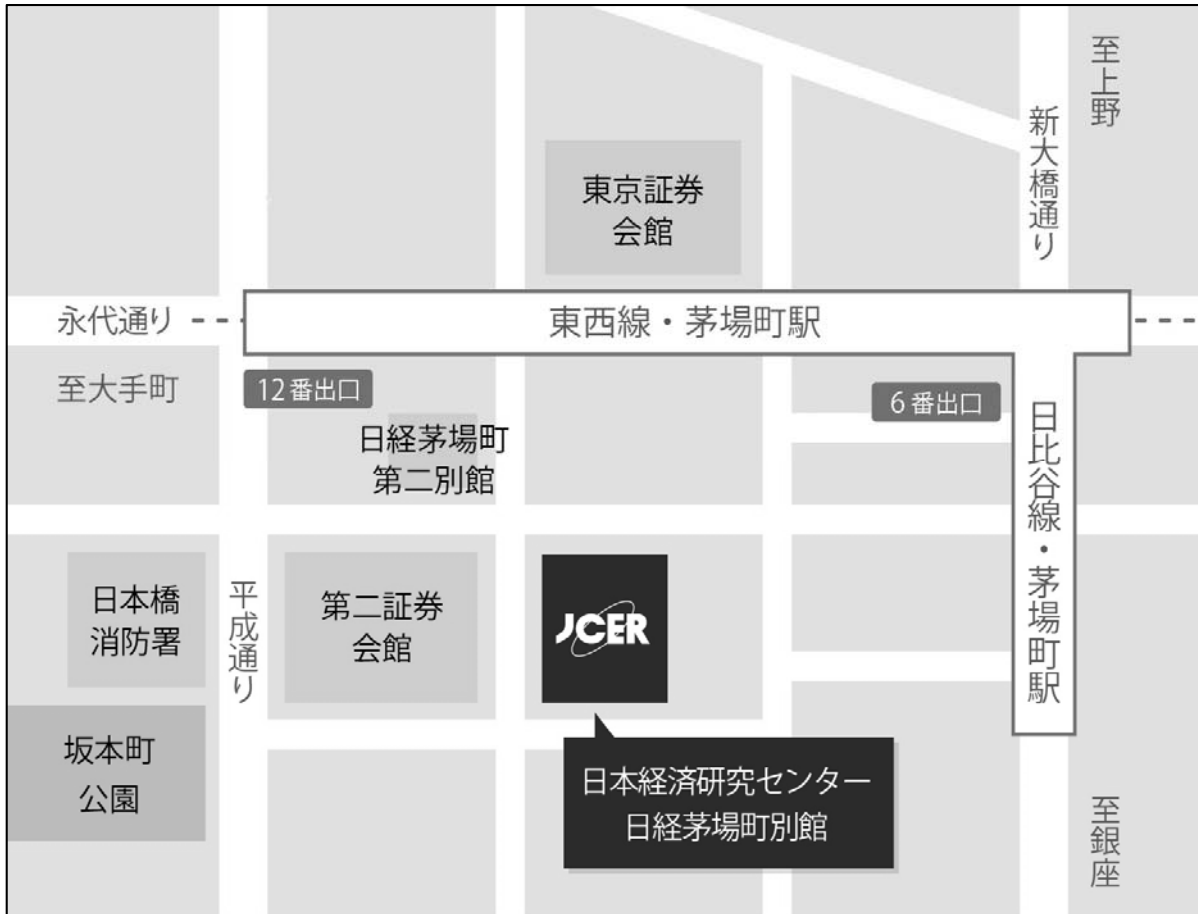 至上野
新大橋通り
東京証券
会館
永代通り
東西線・茅場町駅
至大手町
12番出口
6番出口
日経茅場町
第二別館
日比谷線・茅場町駅
日本橋
消防署
平成通り
第二証券
会館
JCER
坂本町
公園
日本経済研究センター
日経茅場町別館
至銀座